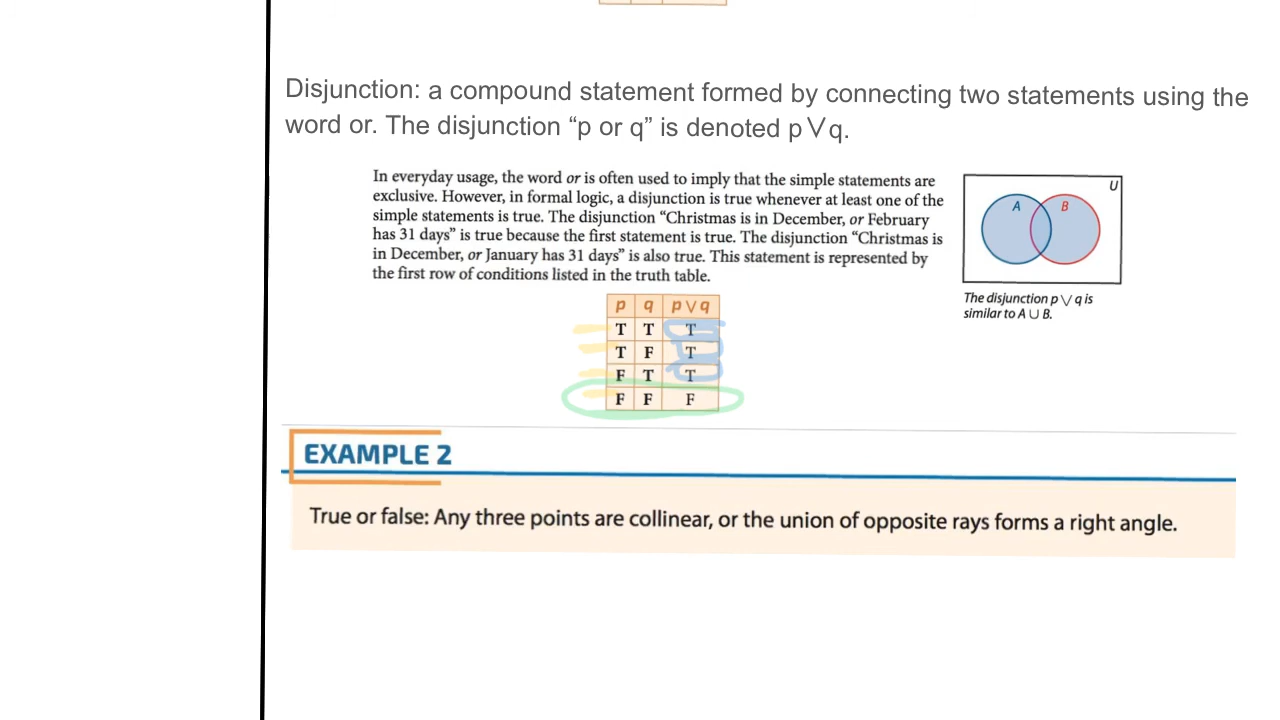 Disjunction: a compound statement formed by connecting two statements using the
word or. The disjunction “p or q” is denoted p∨q.
In everyday usage, the word or is often used to imply that the simple statements are
exclusive. However, in formal logic, a disjunction is true whenever at least one of the
simple statements is true. The disjunction “Christmas is in December, or February
has 31 days” is true because the first statement is true. The disjunction “Christmas is
in December, or January has 31 days” is also true. This statement is represented by
the first row of conditions listed in the truth table.
U
A B
The disjunction p ∨ q is
similar to A ∪ B.
p q p ∨ q
T T T
T F T
F T T
F F F
EXAMPLE 2
True or false: Any three points are collinear, or the union of opposite rays forms a right angle.